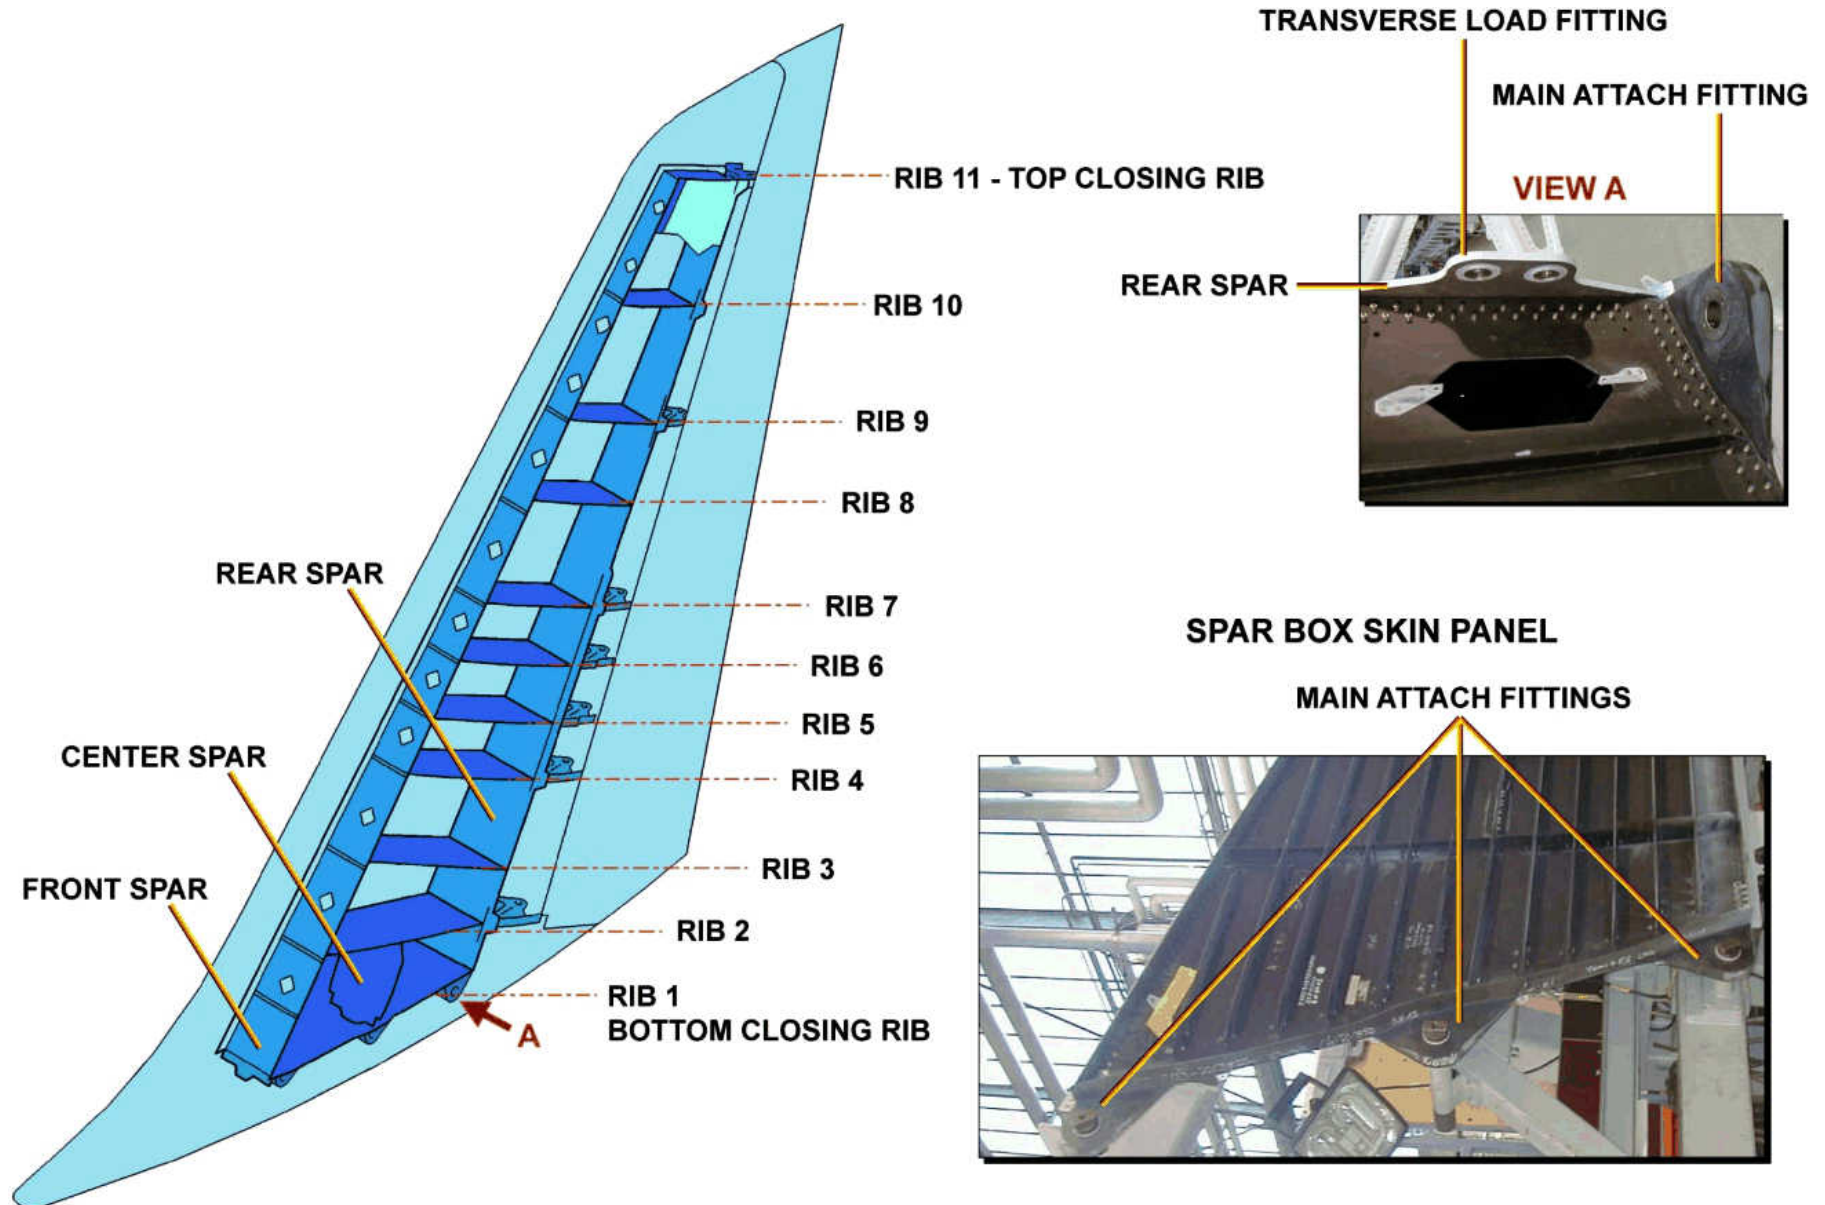 TRANSVERSE LOAD FITTING
MAIN ATTACH FITTING
VIEW A
REAR SPAR
RIB 11 - TOP CLOSING RIB
RIB 10
RIB 9
RIB 8
REAR SPAR
RIB 7
RIB 6
RIB 5
CENTER SPAR
RIB 4
RIB 3
FRONT SPAR
RIB 2
RIB 1
BOTTOM CLOSING RIB
A
SPAR BOX SKIN PANEL
MAIN ATTACH FITTINGS